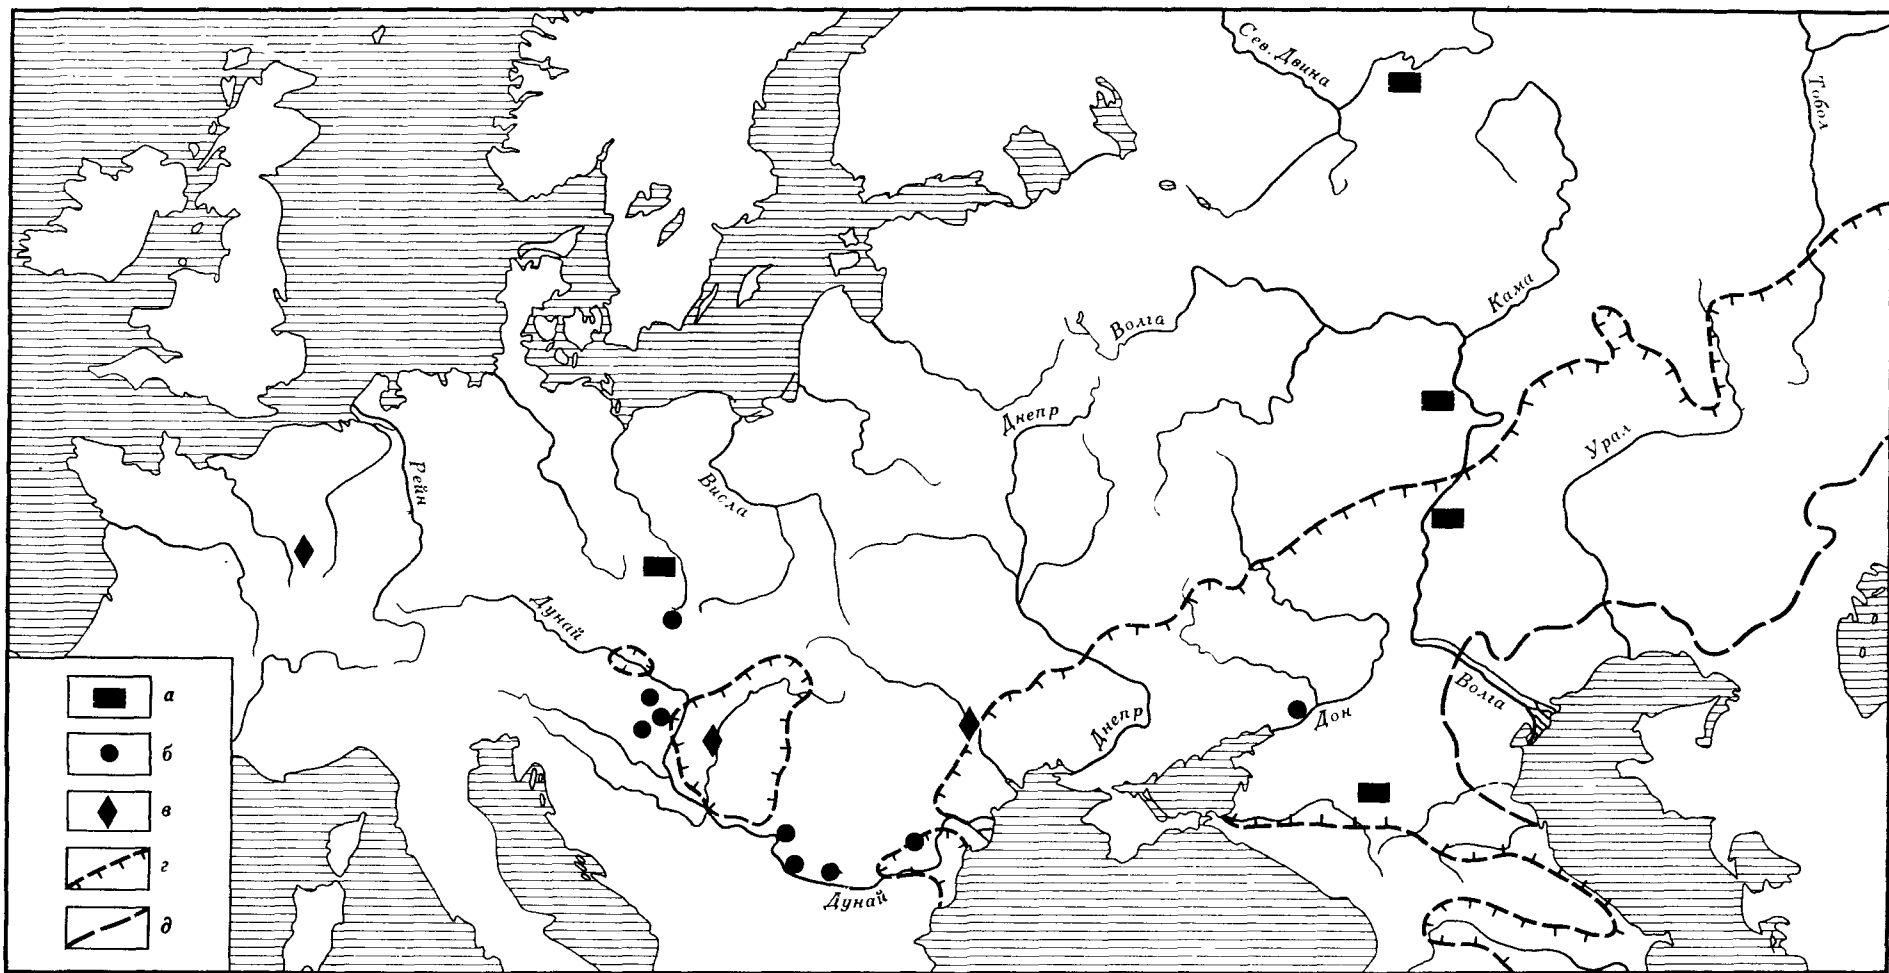 Сев. Двина
Тобол
Кама
Волга
Днепр
Урал
Рейн
Висла
Дунай
Волга
Днепр
Дон
Дунай
а
б
в
г
д